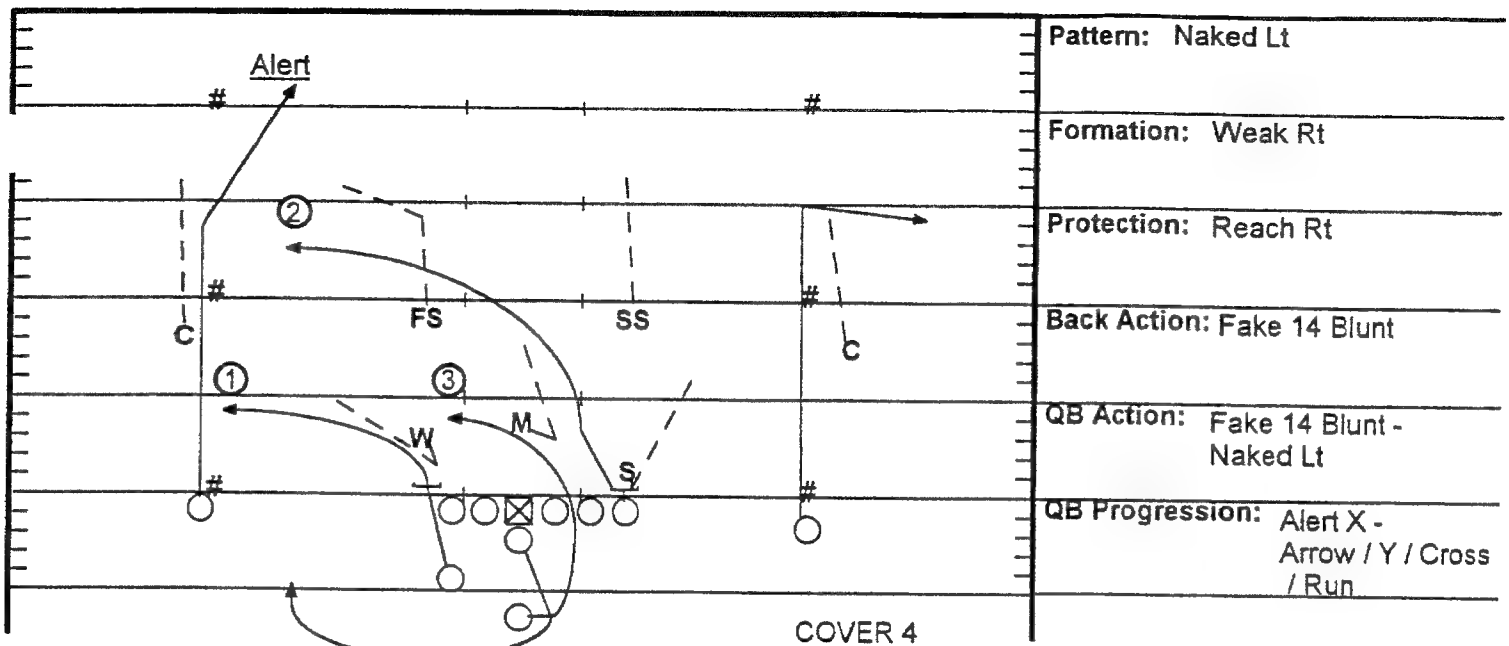 Alert
# #
2
# #
FS SS
C C
1 3
W M
S
# #
COVER 4
Pattern: Naked Lt
Formation: Weak Rt
Protection: Reach Rt
Back Action: Fake 14 Blunt
QB Action: Fake 14 Blunt -
Naked Lt
QB Progression: Alert X -
Arrow / Y / Cross
/ Run